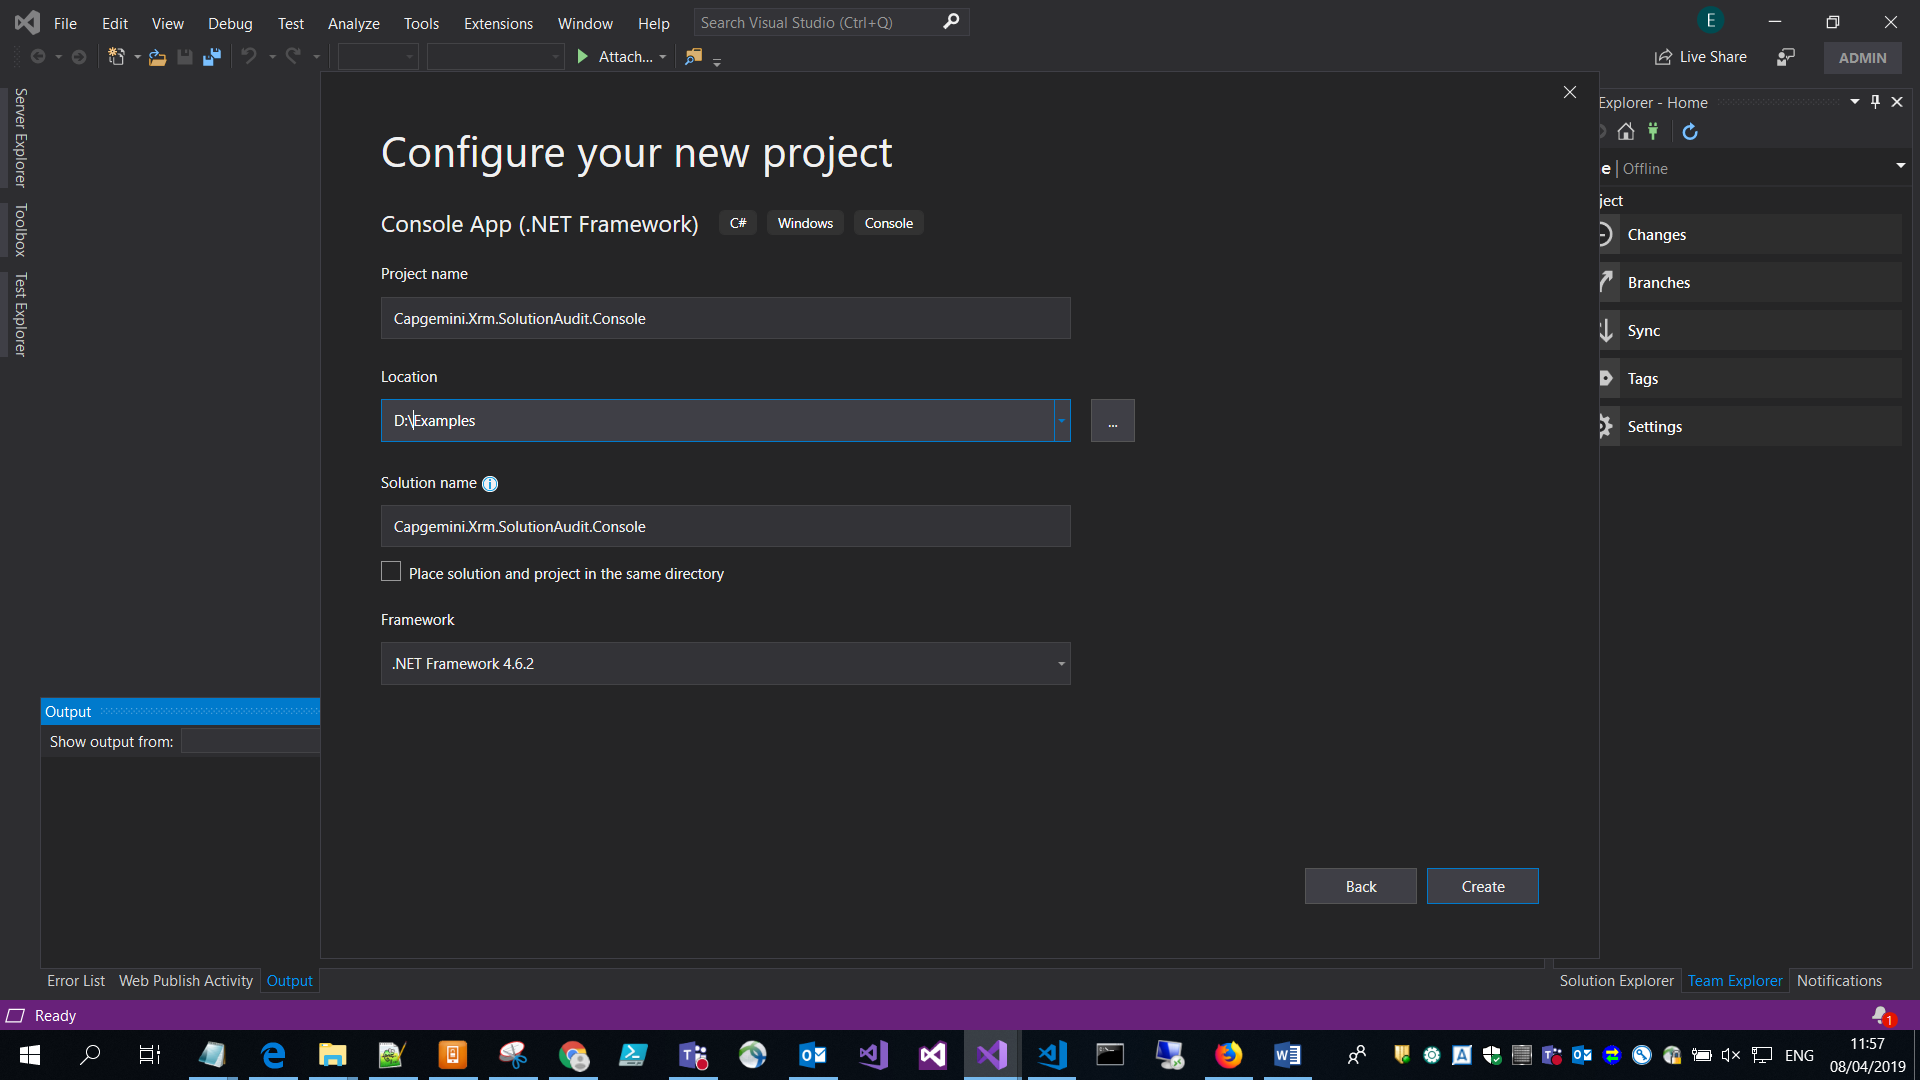 File Edit View Debug Test Analyze Tools Extensions Window Help Search Visual Studio (Ctrl+Q) E
Attach... Live Share ADMIN
Server Explorer
Toolbox
Test Explorer
Configure your new project
Console App (.NET Framework) C# Windows Console
Project name
Capgemini.Xrm.SolutionAudit.Console
Location
D:\Examples
...
Solution name
Capgemini.Xrm.SolutionAudit.Console
Place solution and project in the same directory
Framework
.NET Framework 4.6.2
Back Create
Explorer - Home
e | Offline
ject
Changes
Branches
Sync
Tags
Settings
Output
Show output from:
Error List Web Publish Activity Output
Solution Explorer Team Explorer Notifications
Ready
1
ENG
11:57
08/04/2019